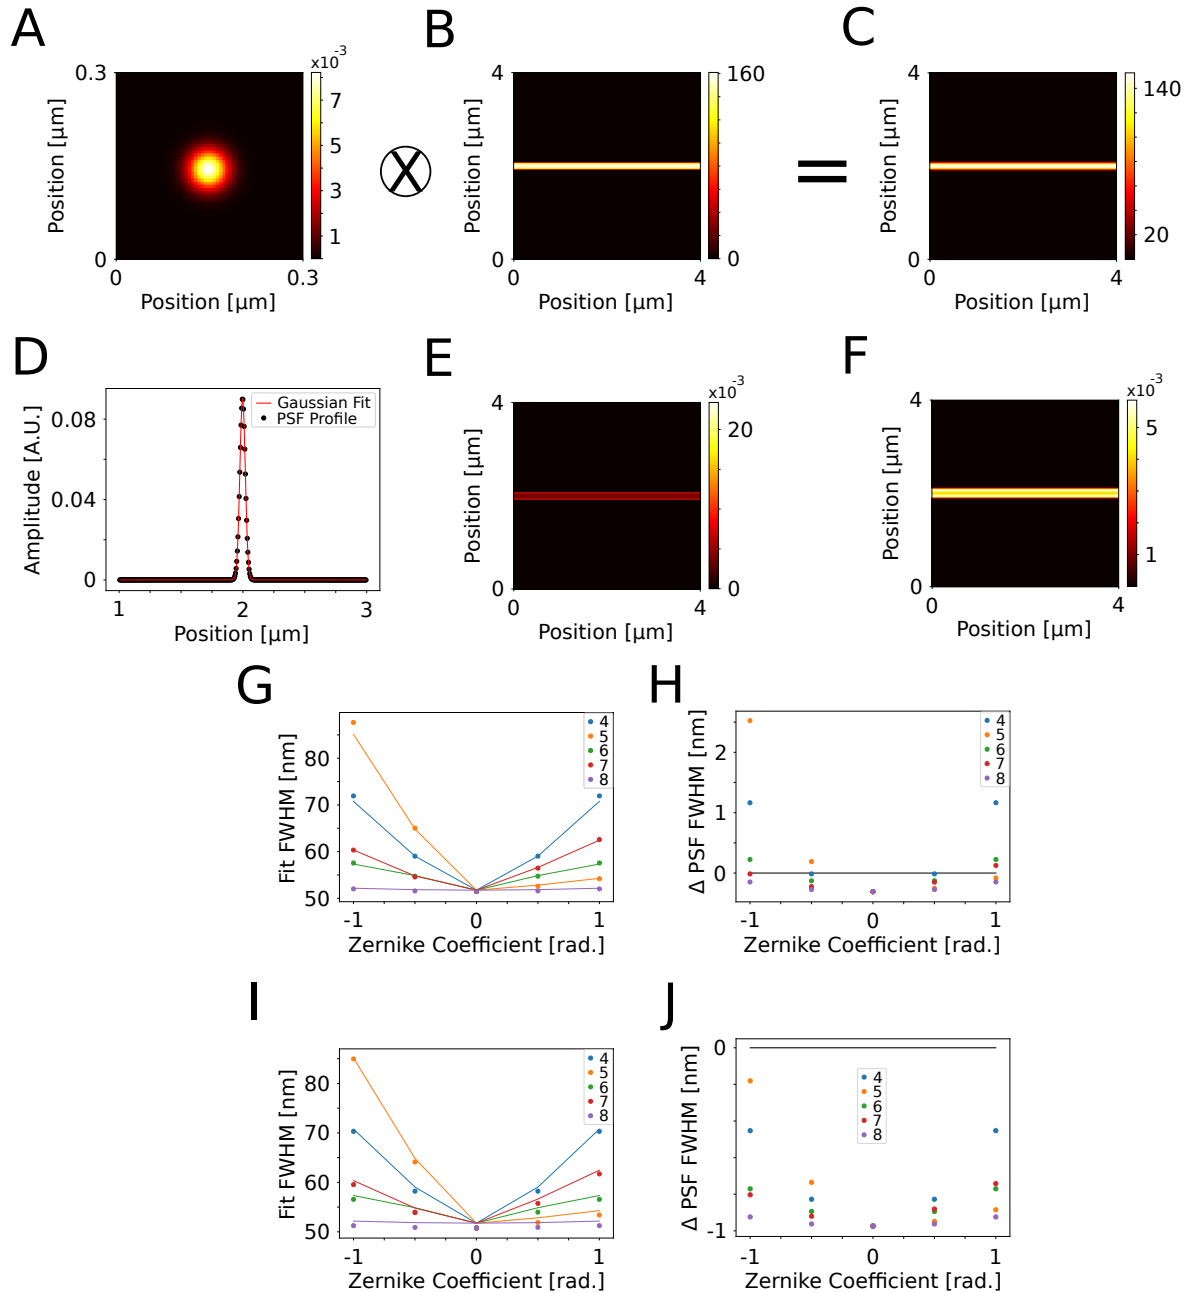 A
B
C
x10⁻³
0.3
7
5
3
1
0
0
0.3
Position [µm]
Position [µm]
4
160
0
0
4
Position [µm]
Position [µm]
4
140
20
0
0
4
Position [µm]
Position [µm]
D
E
F
Gaussian Fit
PSF Profile
0.08
0.04
0
1
2
3
Amplitude [A.U.]
Position [µm]
x10⁻³
4
20
0
0
0
4
Position [µm]
Position [µm]
x10⁻³
4
5
1
0
0
4
Position [µm]
Position [µm]
G
H
4
5
6
7
8
80
70
60
50
-1
0
1
Fit FWHM [nm]
Zernike Coefficient [rad.]
4
5
6
7
8
2
1
0
-1
0
1
Δ PSF FWHM [nm]
Zernike Coefficient [rad.]
I
J
4
5
6
7
8
80
70
60
50
-1
0
1
Fit FWHM [nm]
Zernike Coefficient [rad.]
0
4
5
6
7
8
-1
-1
0
1
Δ PSF FWHM [nm]
Zernike Coefficient [rad.]